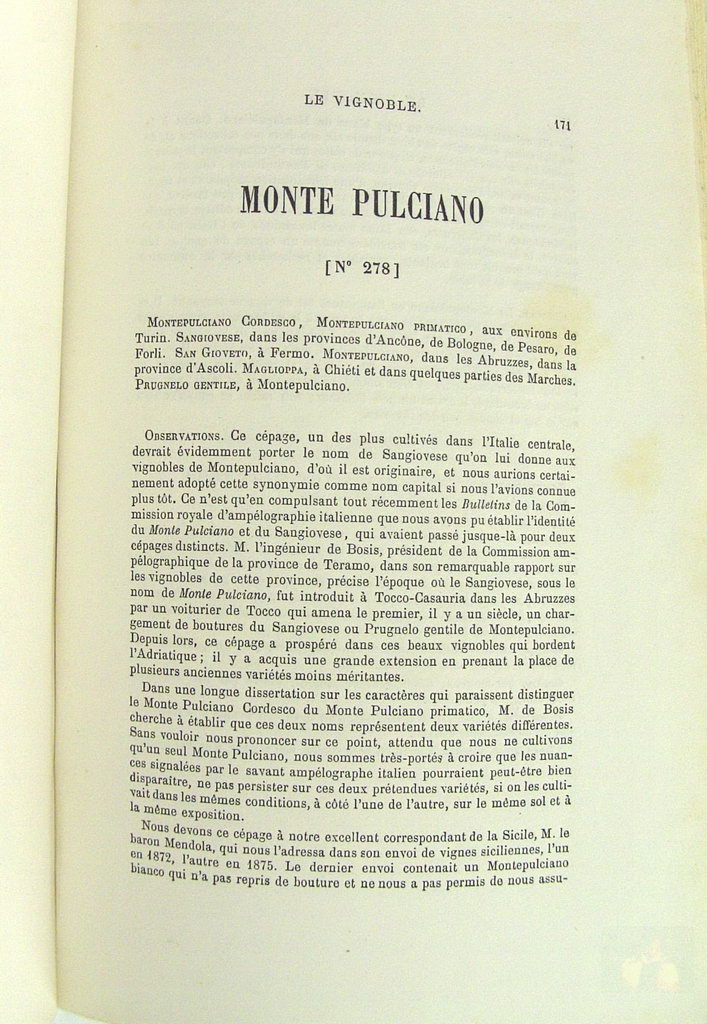 LE VIGNOBLE.
171
MONTE PULCIANO
[N° 278]
MONTEPULCIANO CORDESCO, MONTEPULCIANO PRIMATICO, aux environs de
Turin. SANGIOVESE, dans les provinces d'Ancône, de Bologne, de Pesaro, de
Forli. SAN GIOVETO, à Fermo. MONTEPULCIANO, dans les Abruzzes, dans la
province d'Ascoli. MAGLIOPPA, à Chiéti et dans quelques parties des Marches.
PRUGNELO GENTILE, à Montepulciano.
OBSERVATIONS. Ce cépage, un des plus cultivés dans l'Italie centrale,
devrait évidemment porter le nom de Sangiovese qu'on lui donne aux
vignobles de Montepulciano, d'où il est originaire, et nous aurions certai-
nement adopté cette synonymie comme nom capital si nous l'avions connue
plus tôt. Ce n'est qu'en compulsant tout récemment les Bulletins de la Com-
mission royale d'ampélographie italienne que nous avons pu établir l'identité
du Monte Pulciano et du Sangiovese, qui avaient passé jusque-là pour deux
cépages distincts. M. l'ingénieur de Bosis, président de la Commission am-
pélographique de la province de Teramo, dans son remarquable rapport sur
les vignobles de cette province, précise l'époque où le Sangiovese, sous le
nom de Monte Pulciano, fut introduit à Tocco-Casauria dans les Abruzzes
par un voiturier de Tocco qui amena le premier, il y a un siècle, un char-
gement de boutures du Sangiovese ou Prugnelo gentile de Montepulciano.
Depuis lors, ce cépage a prospéré dans ces beaux vignobles qui bordent
l'Adriatique ; il y a acquis une grande extension en prenant la place de
plusieurs anciennes variétés moins méritantes.
Dans une longue dissertation sur les caractères qui paraissent distinguer
le Monte Pulciano Cordesco du Monte Pulciano primatico, M. de Bosis
cherche à établir que ces deux noms représentent deux variétés différentes.
Sans vouloir nous prononcer sur ce point, attendu que nous ne cultivons
qu'un seul Monte Pulciano, nous sommes très-portés à croire que les nuan-
ces signalées par le savant ampélographe italien pourraient peut-être bien
disparaître, ne pas persister sur ces deux prétendues variétés, si on les culti-
vait dans les mêmes conditions, à côté l'une de l'autre, sur le même sol et à
la même exposition.
Nous devons ce cépage à notre excellent correspondant de la Sicile, M. le
baron Mendola, qui nous l'adressa dans son envoi de vignes siciliennes, l'un
en 1872, l'autre en 1875. Le dernier envoi contenait un Montepulciano
bianco qui n'a pas repris de bouture et ne nous a pas permis de nous assu-